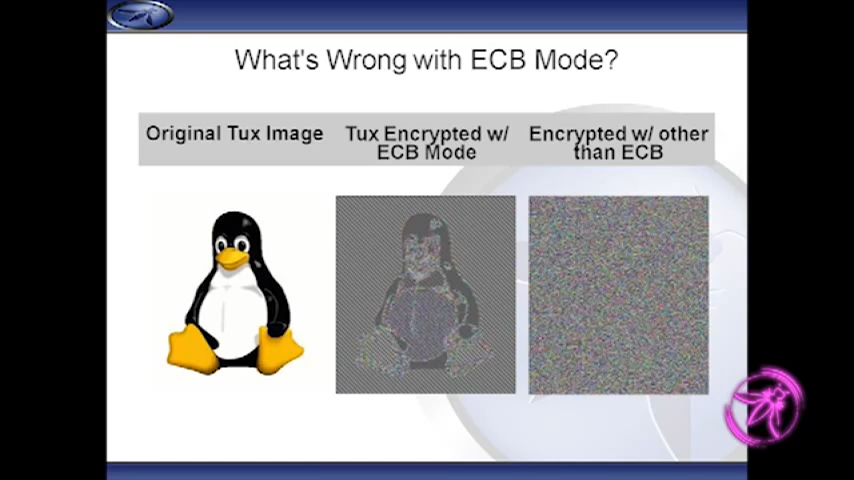 What's Wrong with ECB Mode?
Original Tux Image
Tux Encrypted w/
ECB Mode
Encrypted w/ other
than ECB